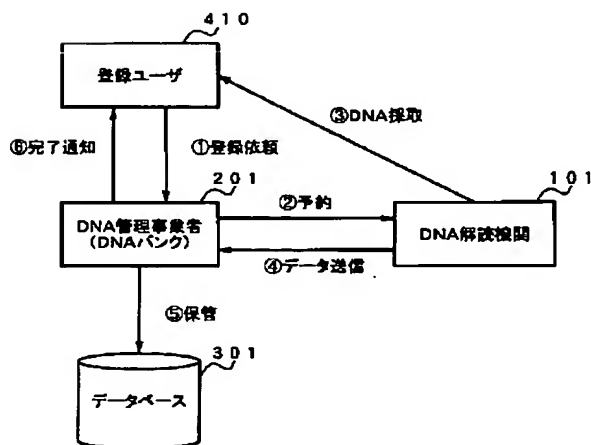 410
登録ユーザ
③DNA採取
⑥完了通知
①登録依頼
201
②予約
101
DNA管理事業者
(DNAバンク)
DNA解読機関
④データ送信
⑤保管
301
データベース